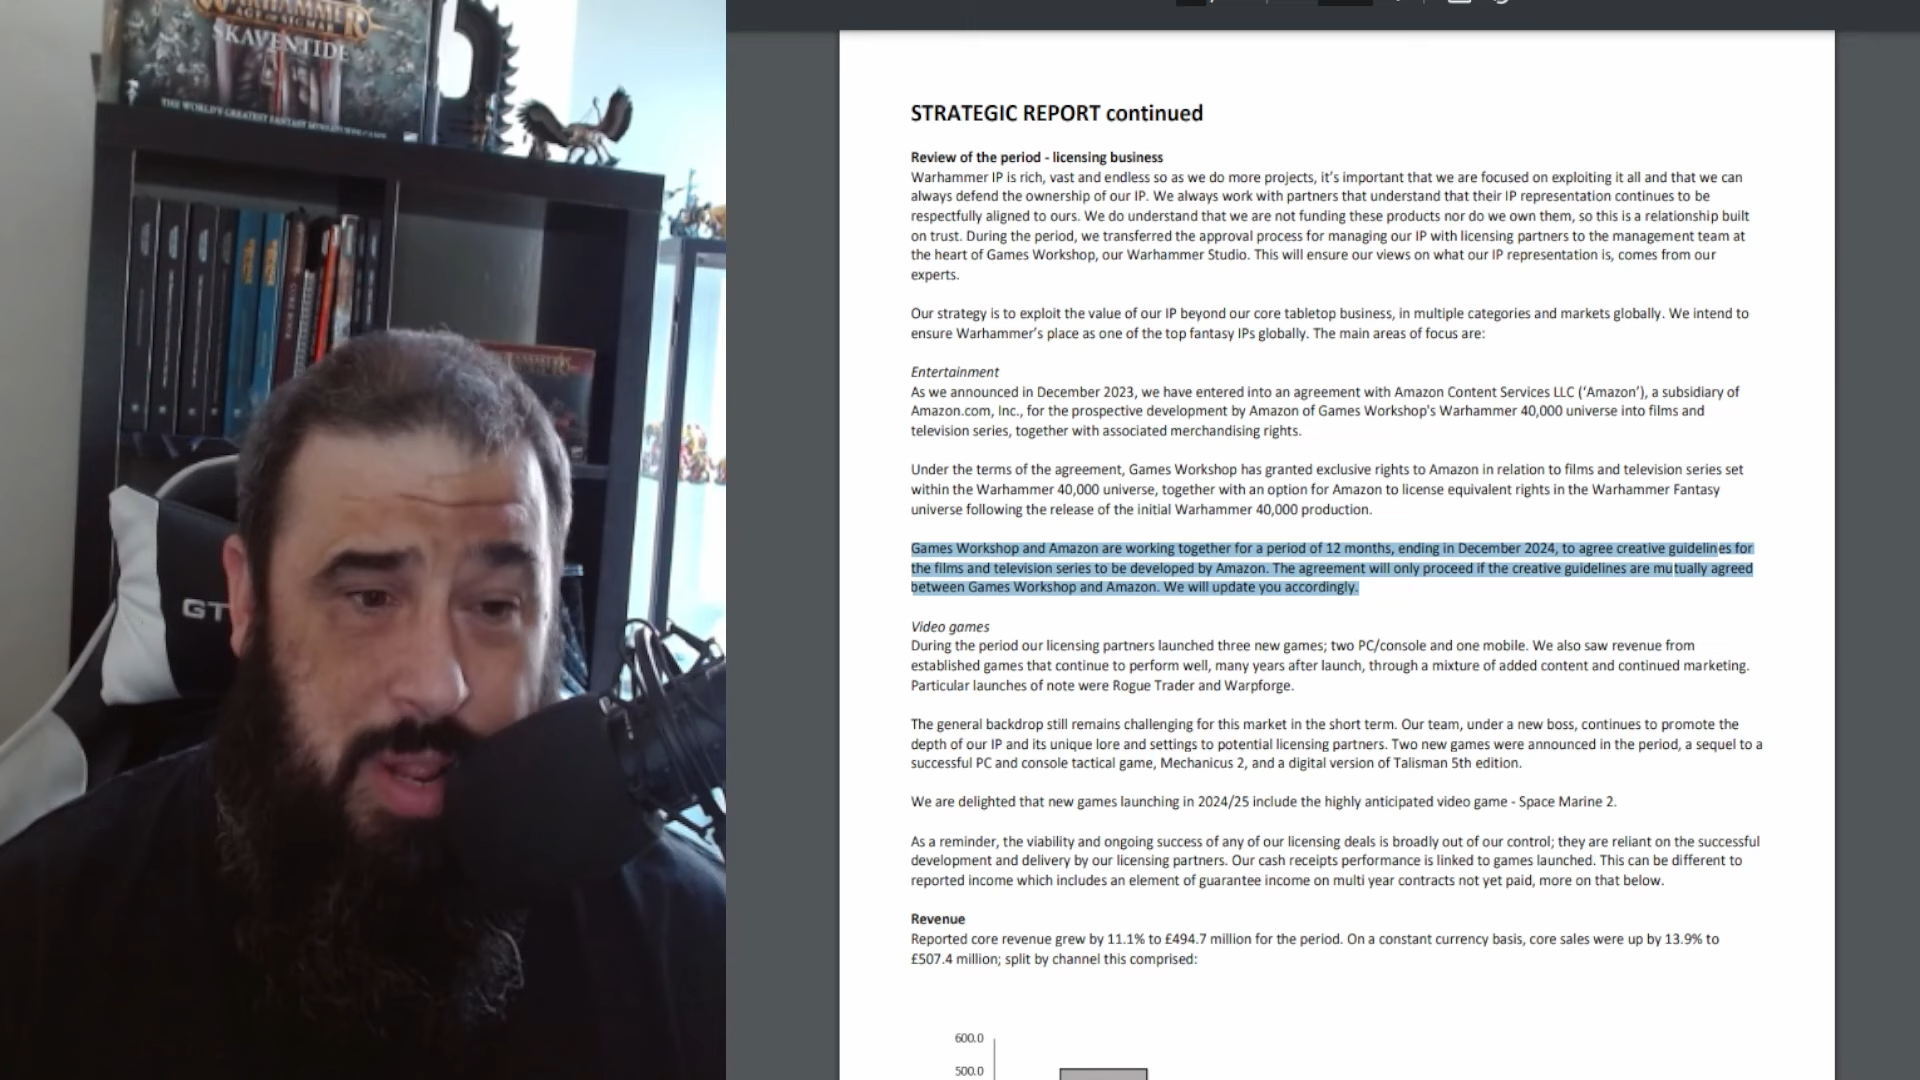 WARHAMMER
AGE OF SIGMAR
SKAVENTIDE
THE WORLD'S GREATEST FANTASY
GT
STRATEGIC REPORT continued
Review of the period - licensing business
Warhammer IP is rich, vast and endless so as we do more projects, it's important that we are focused on exploiting it all and that we can
always defend the ownership of our IP. We always work with partners that understand that their IP representation continues to be
respectfully aligned to ours. We do understand that we are not funding these products nor do we own them, so this is a relationship built
on trust. During the period, we transferred the approval process for managing our IP with licensing partners to the management team at
the heart of Games Workshop, our Warhammer Studio. This will ensure our views on what our IP representation is, comes from our
experts.
Our strategy is to exploit the value of our IP beyond our core tabletop business, in multiple categories and markets globally. We intend to
ensure Warhammer's place as one of the top fantasy IPs globally. The main areas of focus are:
Entertainment
As we announced in December 2023, we have entered into an agreement with Amazon Content Services LLC ('Amazon'), a subsidiary of
Amazon.com, Inc., for the prospective development by Amazon of Games Workshop's Warhammer 40,000 universe into films and
television series, together with associated merchandising rights.
Under the terms of the agreement, Games Workshop has granted exclusive rights to Amazon in relation to films and television series set
within the Warhammer 40,000 universe, together with an option for Amazon to license equivalent rights in the Warhammer Fantasy
universe following the release of the initial Warhammer 40,000 production.
Games Workshop and Amazon are working together for a period of 12 months, ending in December 2024, to agree creative guidelines for
the films and television series to be developed by Amazon. The agreement will only proceed if the creative guidelines are mutually agreed
between Games Workshop and Amazon. We will update you accordingly.
Video games
During the period our licensing partners launched three new games; two PC/console and one mobile. We also saw revenue from
established games that continue to perform well, many years after launch, through a mixture of added content and continued marketing.
Particular launches of note were Rogue Trader and Warpforge.
The general backdrop still remains challenging for this market in the short term. Our team, under a new boss, continues to promote the
depth of our IP and its unique lore and settings to potential licensing partners. Two new games were announced in the period, a sequel to a
successful PC and console tactical game, Mechanicus 2, and a digital version of Talisman 5th edition.
We are delighted that new games launching in 2024/25 include the highly anticipated video game - Space Marine 2.
As a reminder, the viability and ongoing success of any of our licensing deals is broadly out of our control; they are reliant on the successful
development and delivery by our licensing partners. Our cash receipts performance is linked to games launched. This can be different to
reported income which includes an element of guarantee income on multi year contracts not yet paid, more on that below.
Revenue
Reported core revenue grew by 11.1% to £494.7 million for the period. On a constant currency basis, core sales were up by 13.9% to
£507.4 million; split by channel this comprised:
600.0
500.0